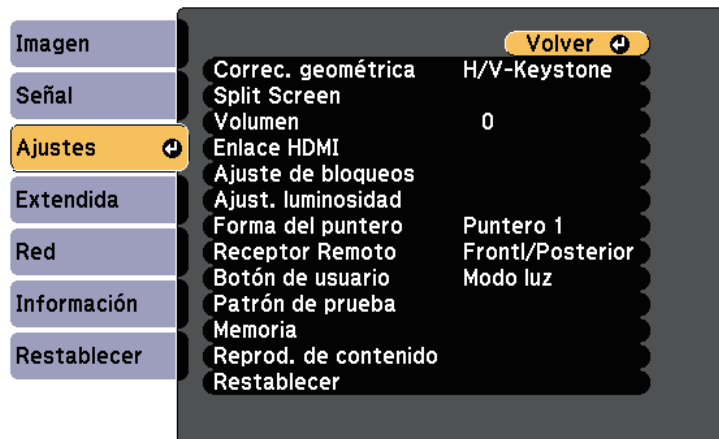 Imagen
Señal
Ajustes
Extendida
Red
Información
Restablecer
Volver
Correc. geométrica H/V-Keystone
Split Screen
Volumen 0
Enlace HDMI
Ajuste de bloqueos
Ajust. luminosidad
Forma del puntero Puntero 1
Receptor Remoto Frontl/Posterior
Botón de usuario Modo luz
Patrón de prueba
Memoria
Reprod. de contenido
Restablecer